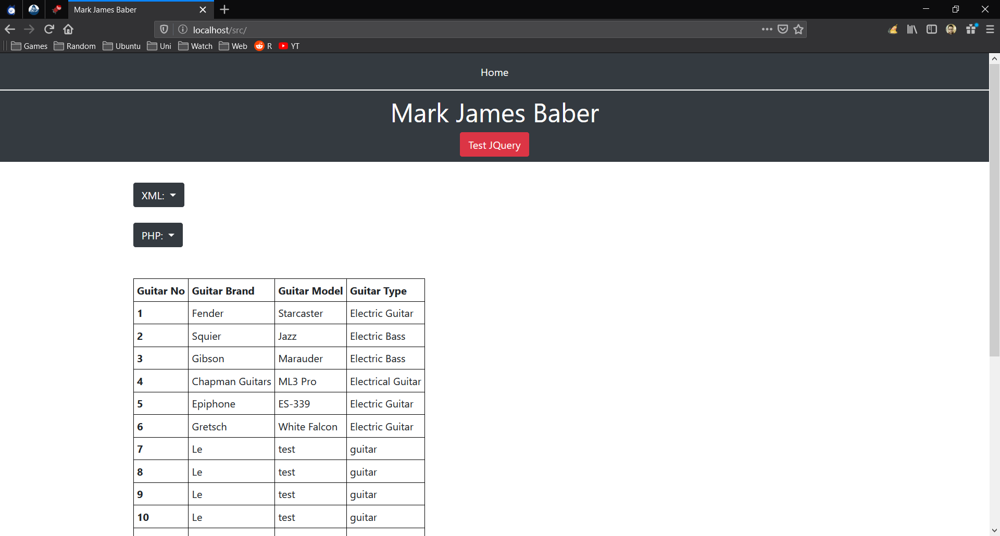 Mark James Baber
localhost/src/
Games Random Ubuntu Uni Watch Web R YT
Home
Mark James Baber
Test JQuery
XML:
PHP:
Guitar No Guitar Brand Guitar Model Guitar Type
1 Fender Starcaster Electric Guitar
2 Squier Jazz Electric Bass
3 Gibson Marauder Electric Bass
4 Chapman Guitars ML3 Pro Electrical Guitar
5 Epiphone ES-339 Electric Guitar
6 Gretsch White Falcon Electric Guitar
7 Le test guitar
8 Le test guitar
9 Le test guitar
10 Le test guitar